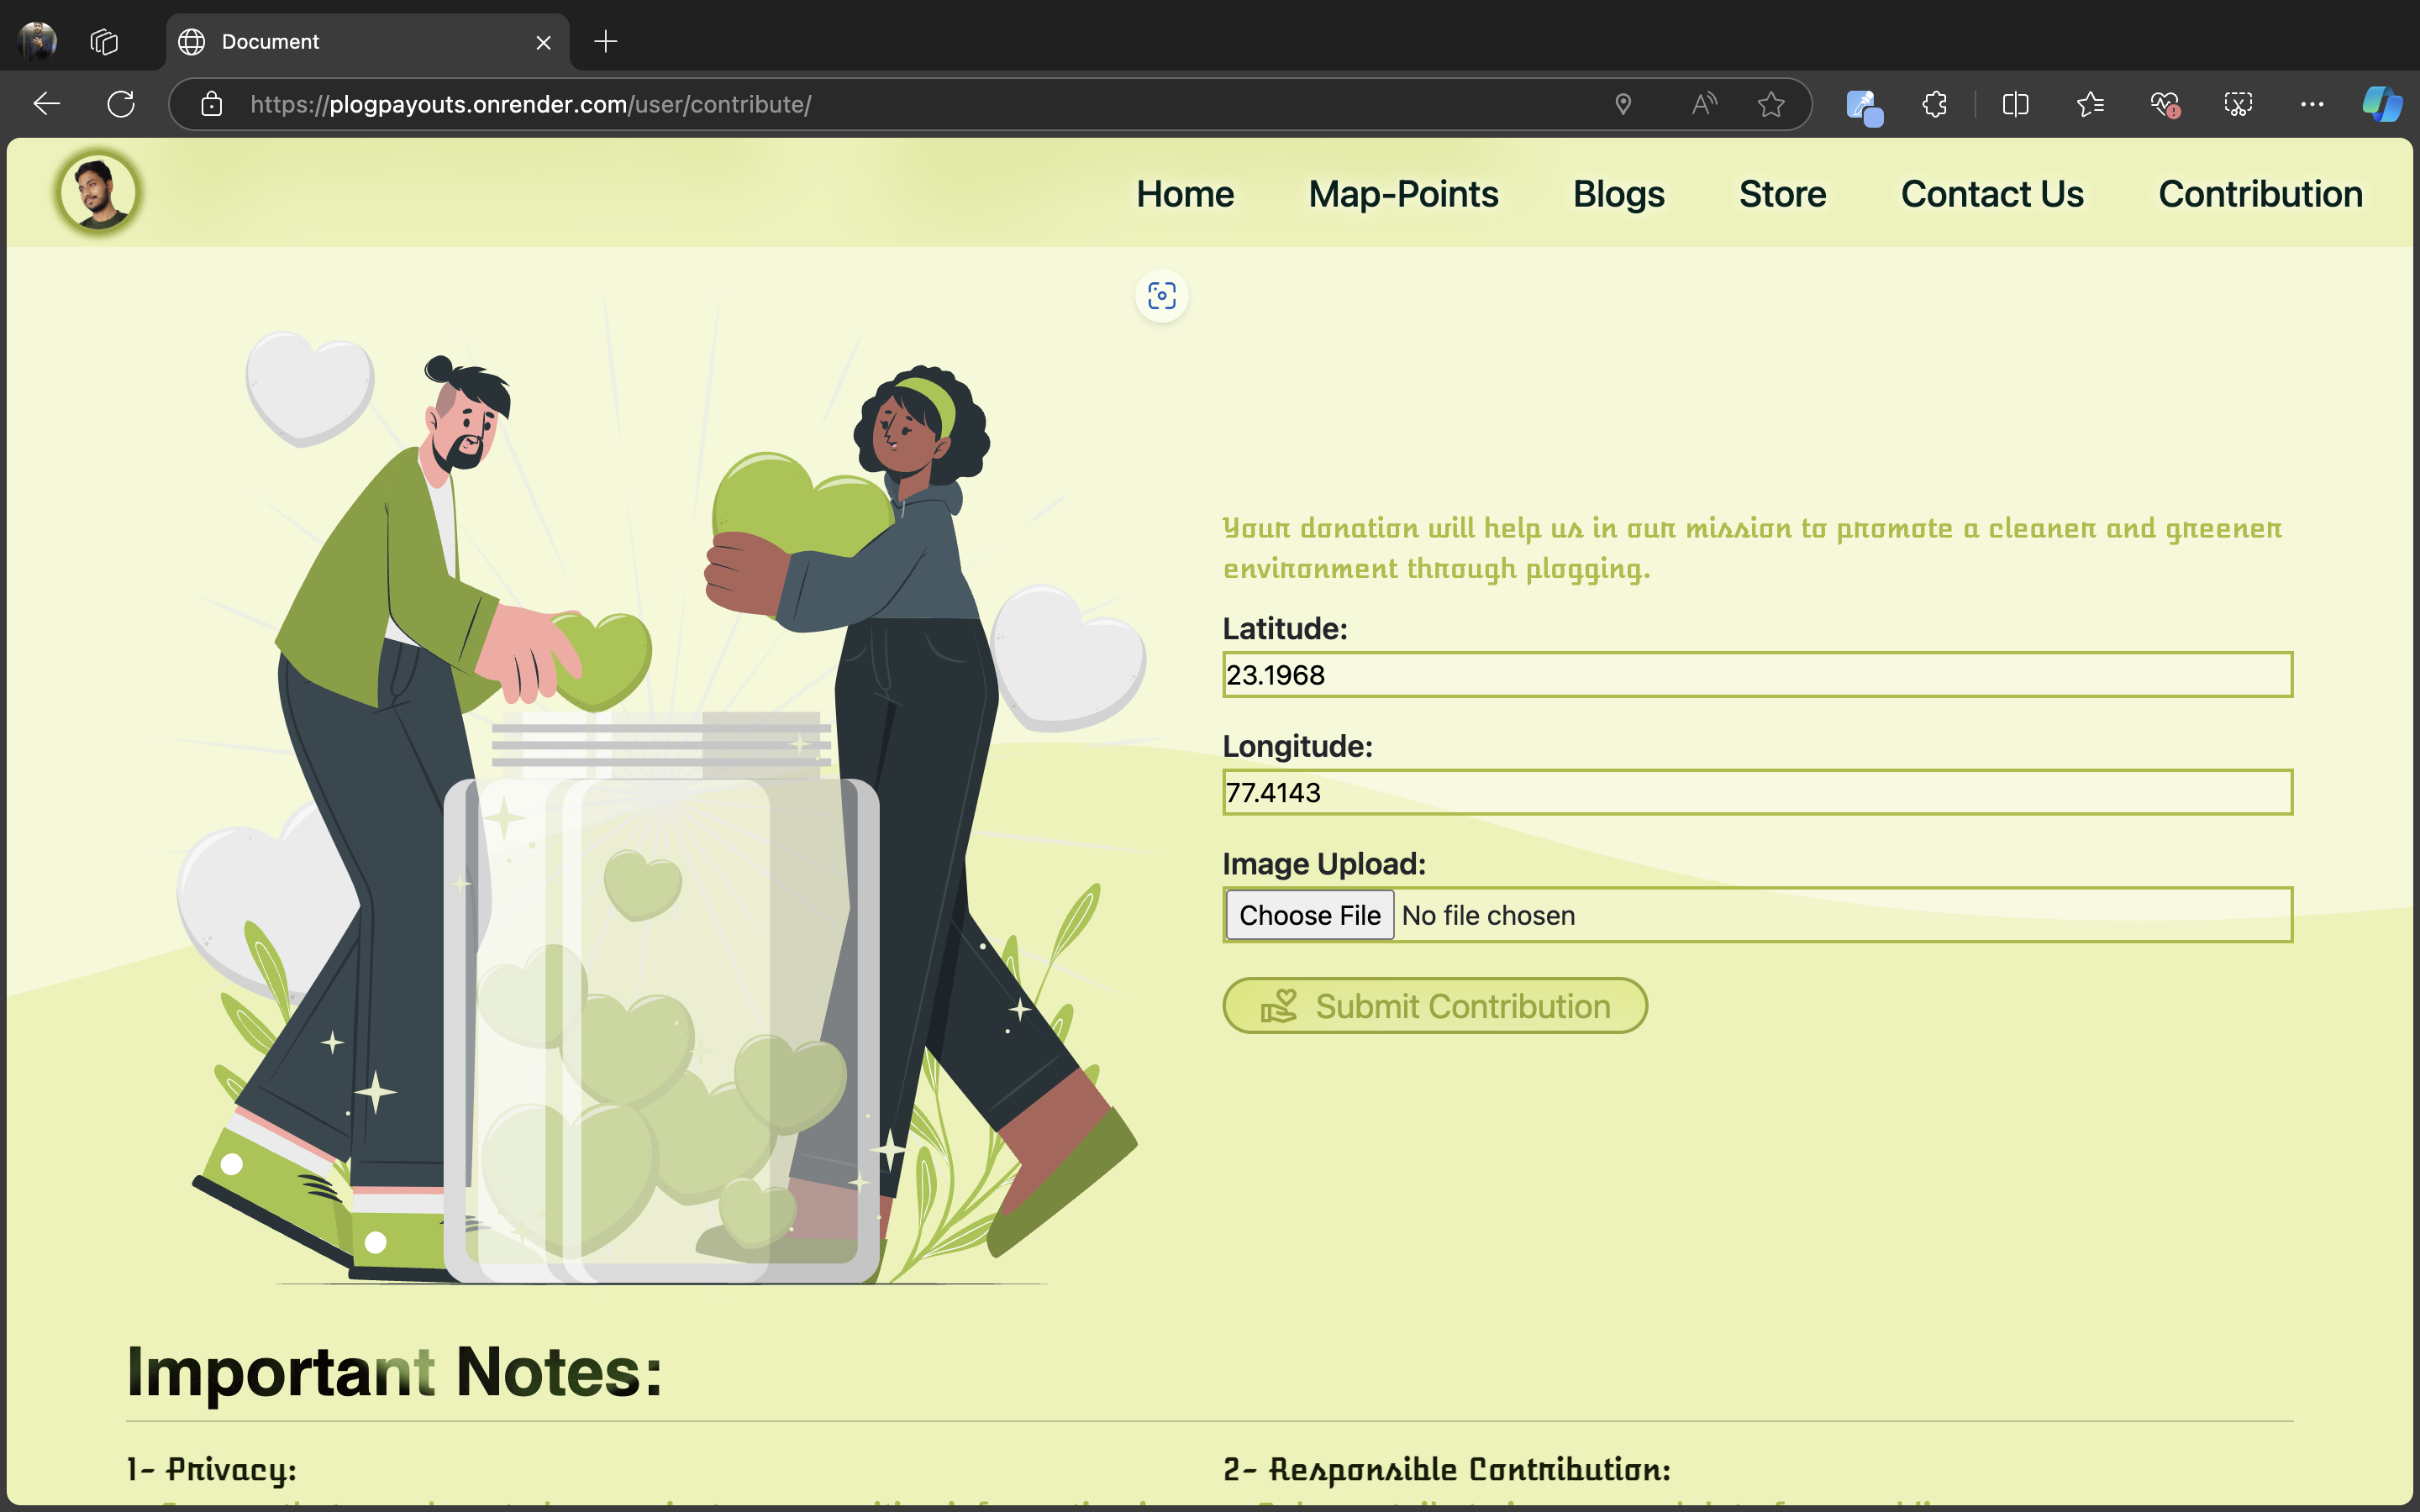 Document
https://plogpayouts.onrender.com/user/contribute/
Home Map-Points Blogs Store Contact Us Contribution
Your donation will help us in our mission to promote a cleaner and greener
environment through plogging.
Latitude:
23.1968
Longitude:
77.4143
Image Upload:
Choose File No file chosen
Submit Contribution
Important Notes:
1- Privacy:
2- Responsible Contribution: